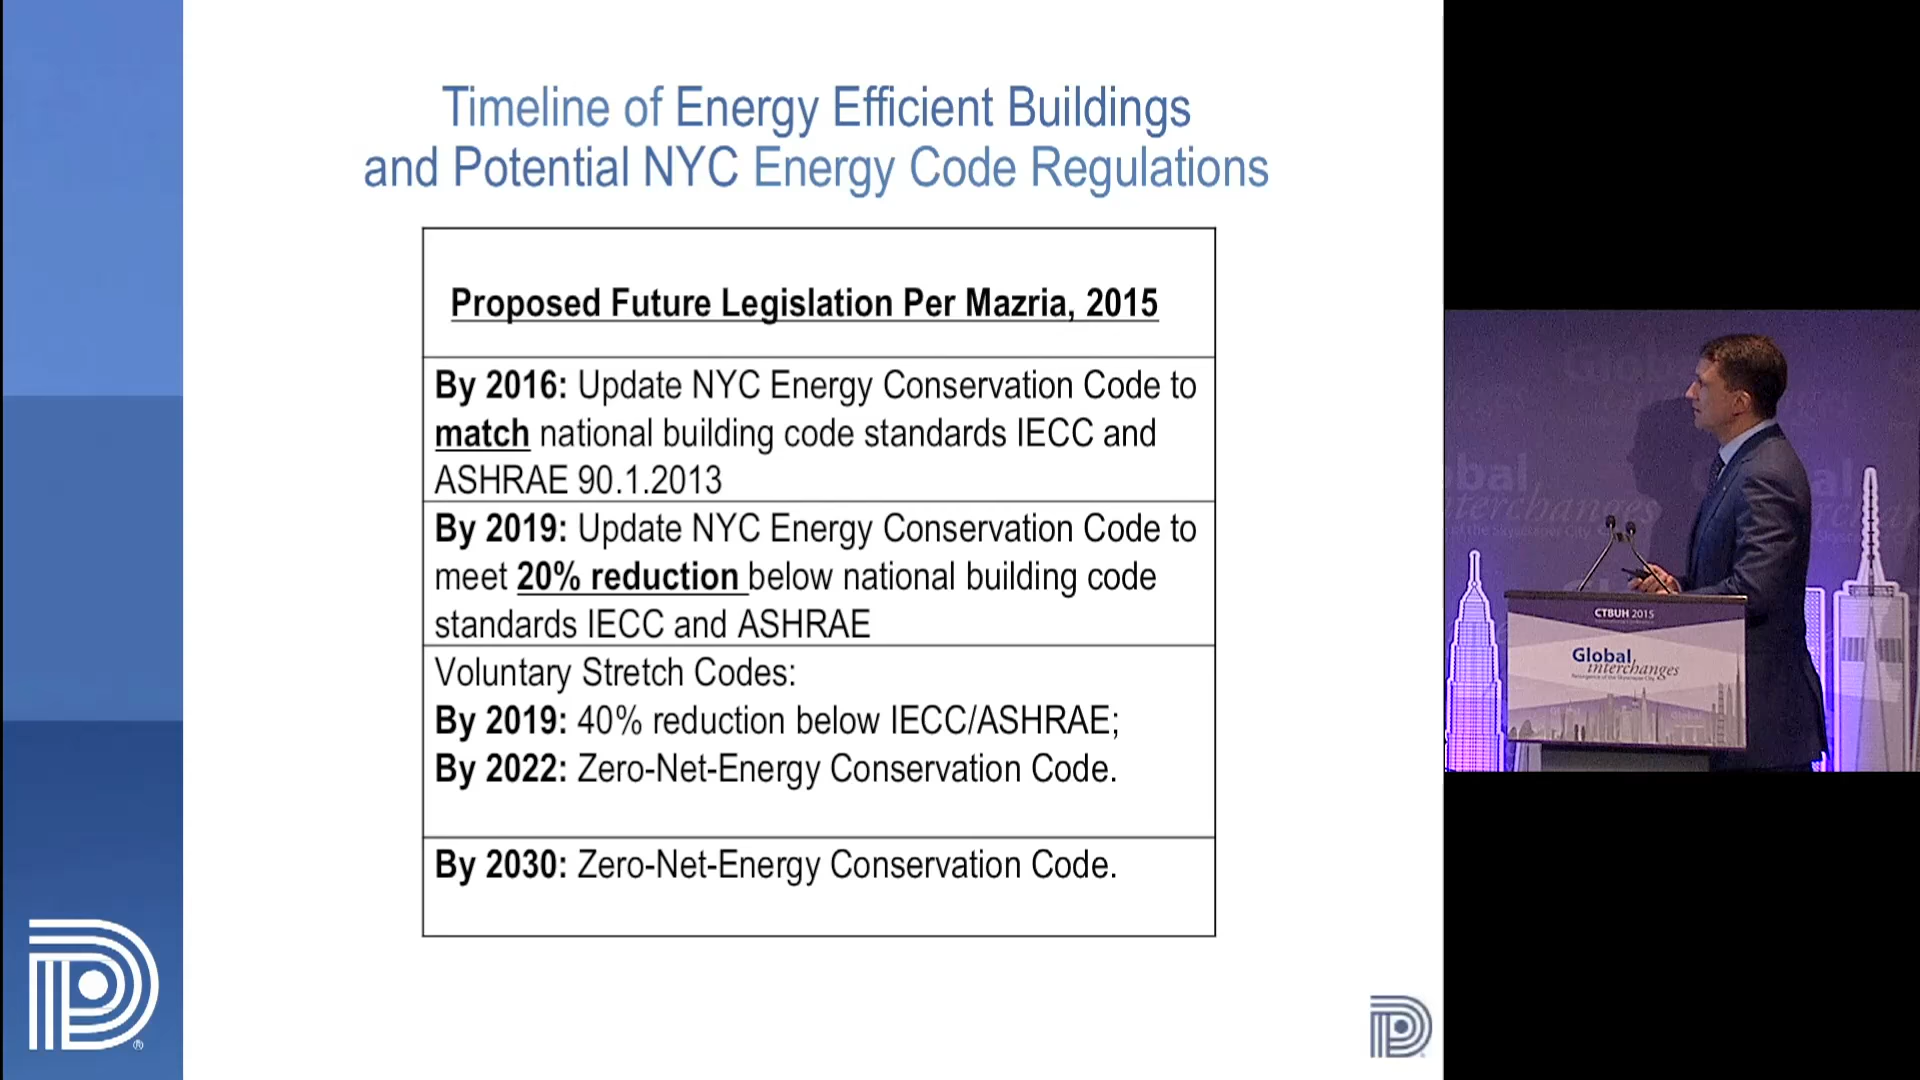 Timeline of Energy Efficient Buildings
and Potential NYC Energy Code Regulations
Proposed Future Legislation Per Mazria, 2015
By 2016: Update NYC Energy Conservation Code to
match national building code standards IECC and
ASHRAE 90.1.2013
By 2019: Update NYC Energy Conservation Code to
meet 20% reduction below national building code
standards IECC and ASHRAE
Voluntary Stretch Codes:
By 2019: 40% reduction below IECC/ASHRAE;
By 2022: Zero-Net-Energy Conservation Code.
By 2030: Zero-Net-Energy Conservation Code.
CTBUH 2015
Global
interchanges